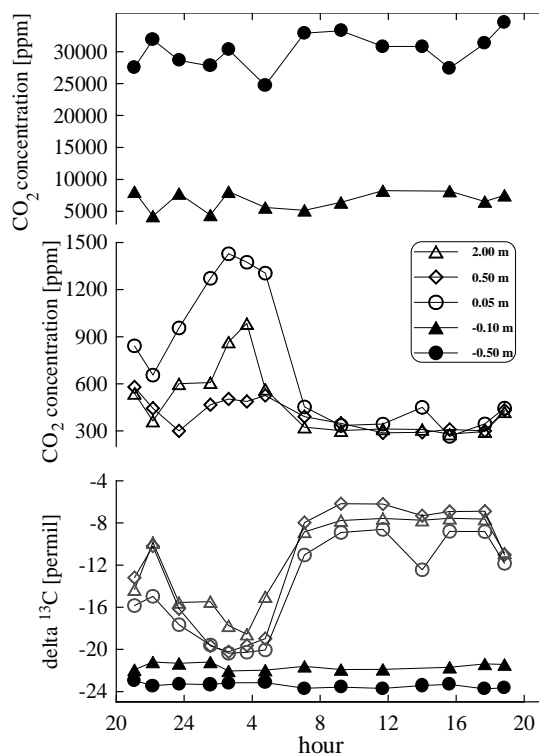 CO2 concentration [ppm]
30000
25000
20000
15000
10000
5000
CO2 concentration [ppm]
1500
1200
900
600
300
2.00 m
0.50 m
0.05 m
-0.10 m
-0.50 m
delta 13C [permil]
-4
-8
-12
-16
-20
-24
20 24 4 8 12 16 20
hour